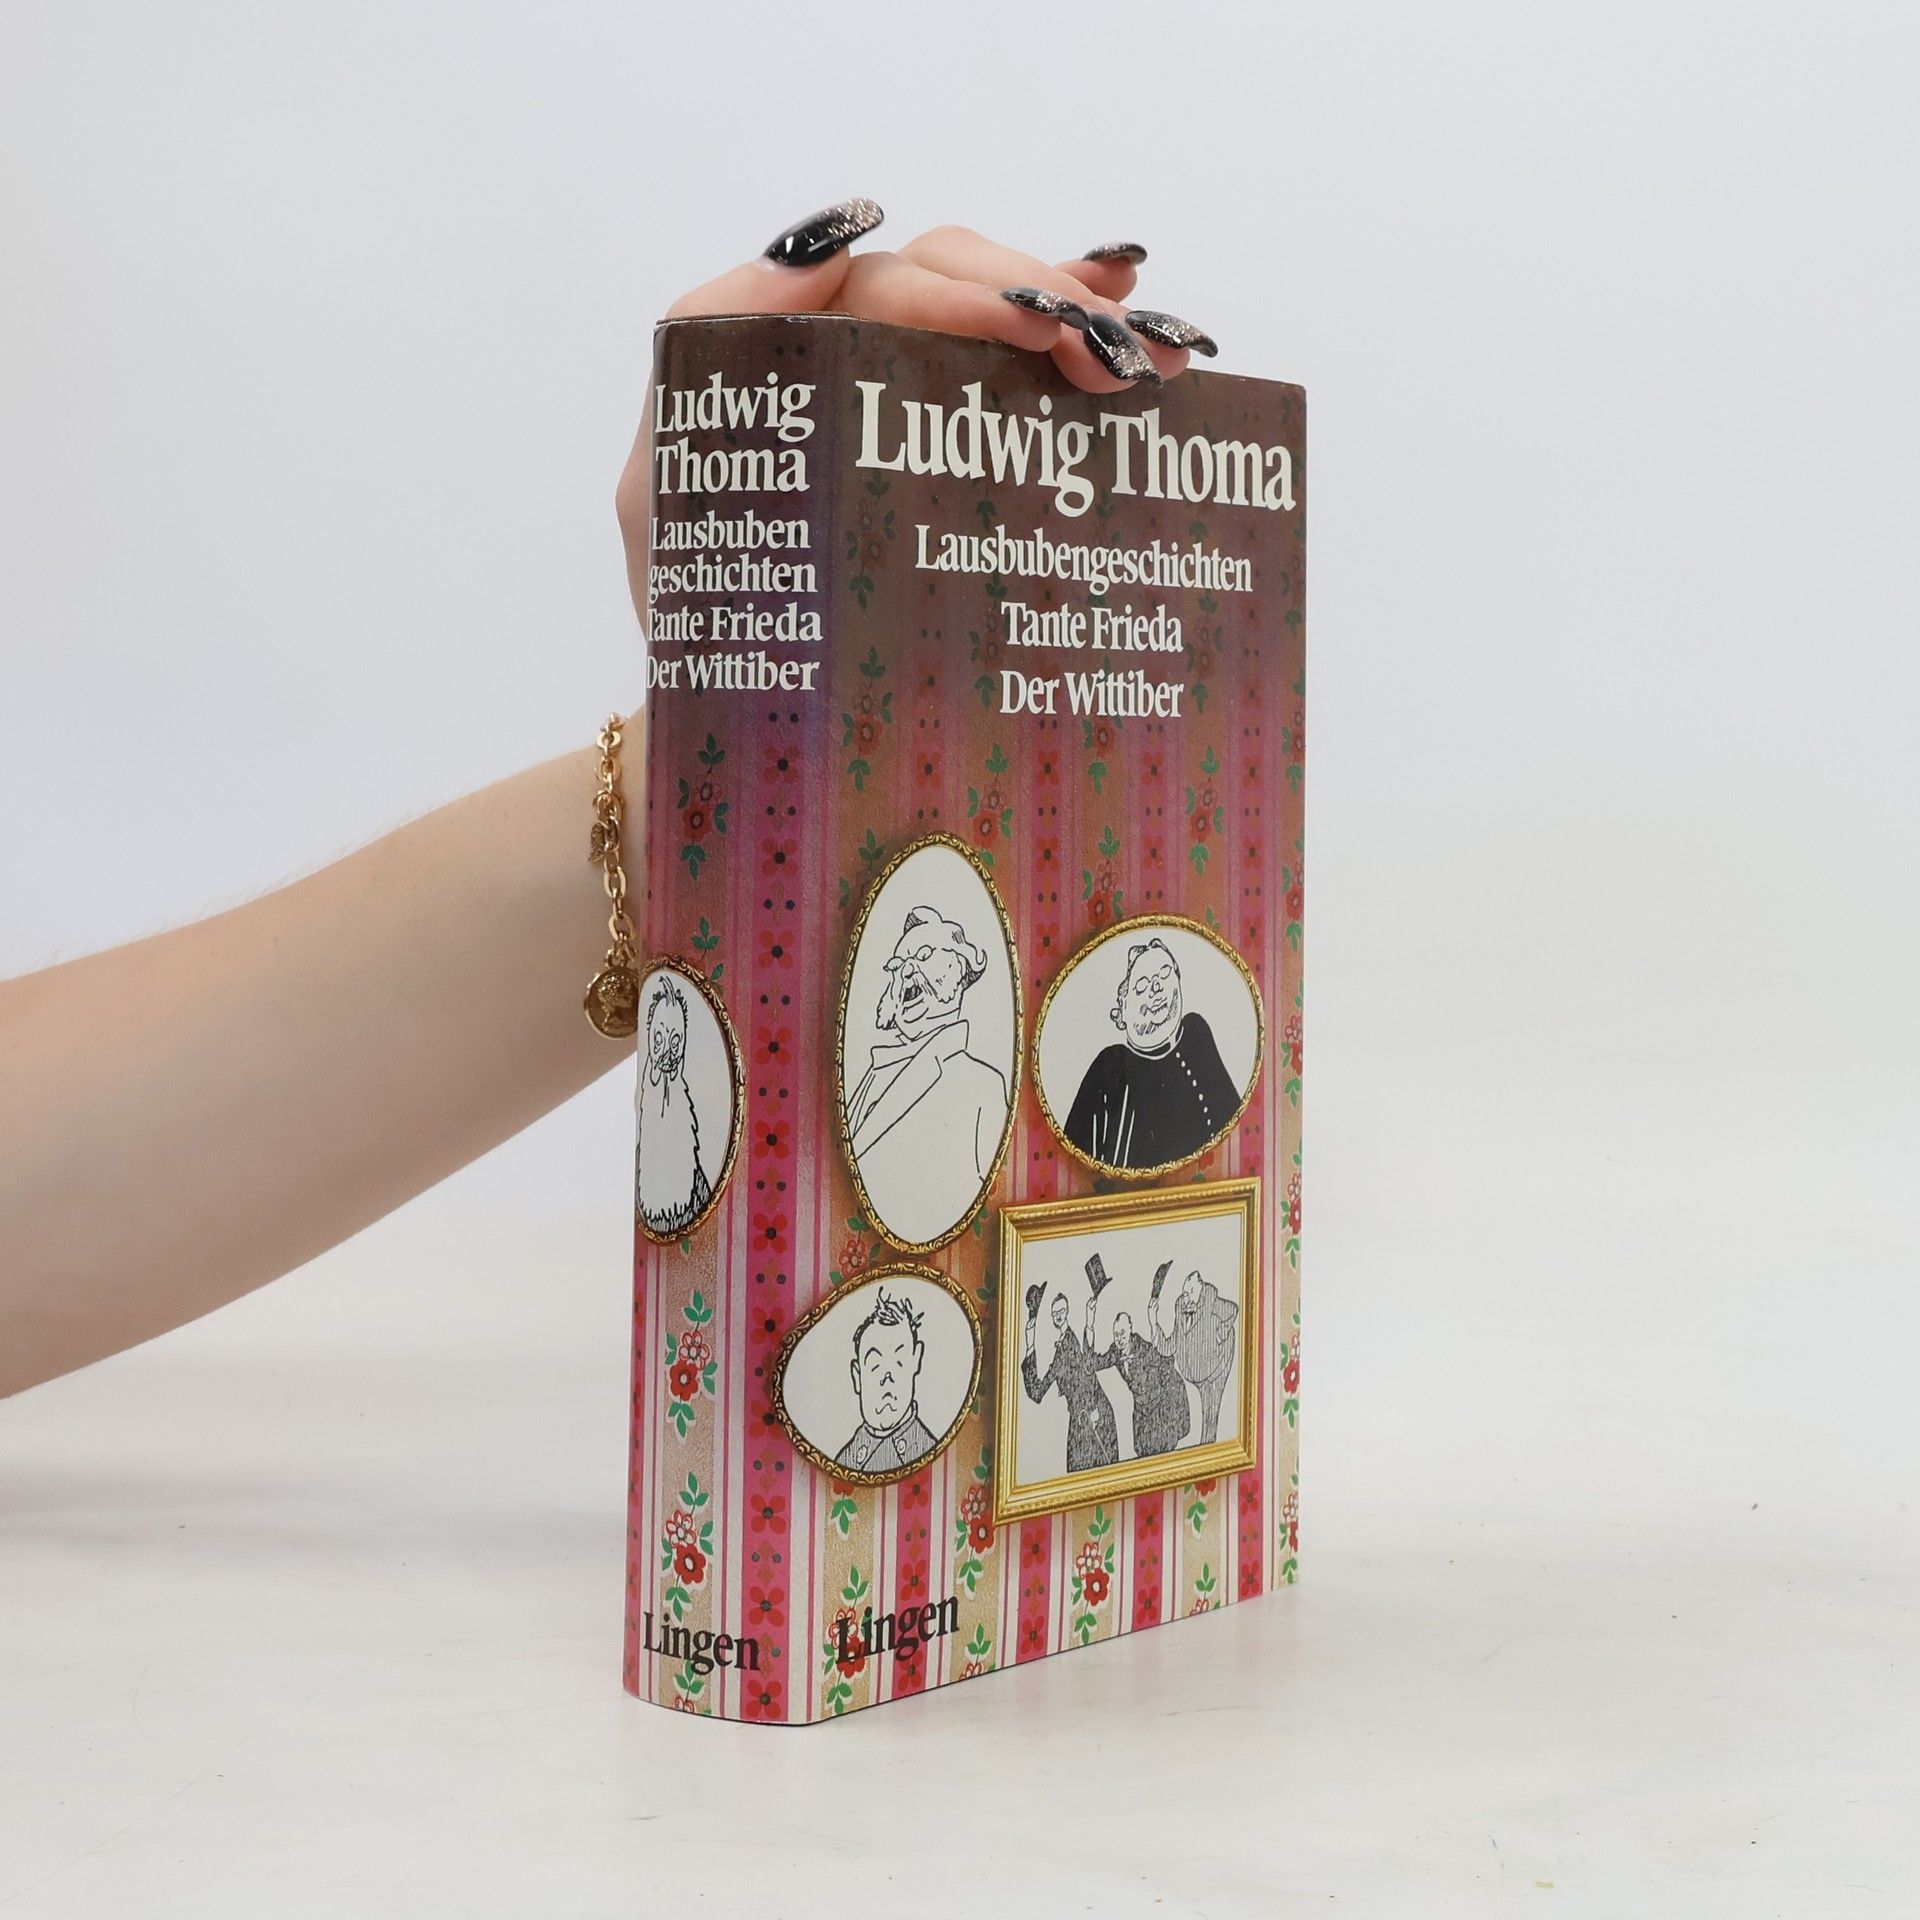 Ludwig
Thoma
Lausbuben
geschichten
Tante Frieda
Der Wittiber
Lingen
Ludwig Thoma
Lausbubengeschichten
Tante Frieda
Der Wittiber
Lingen